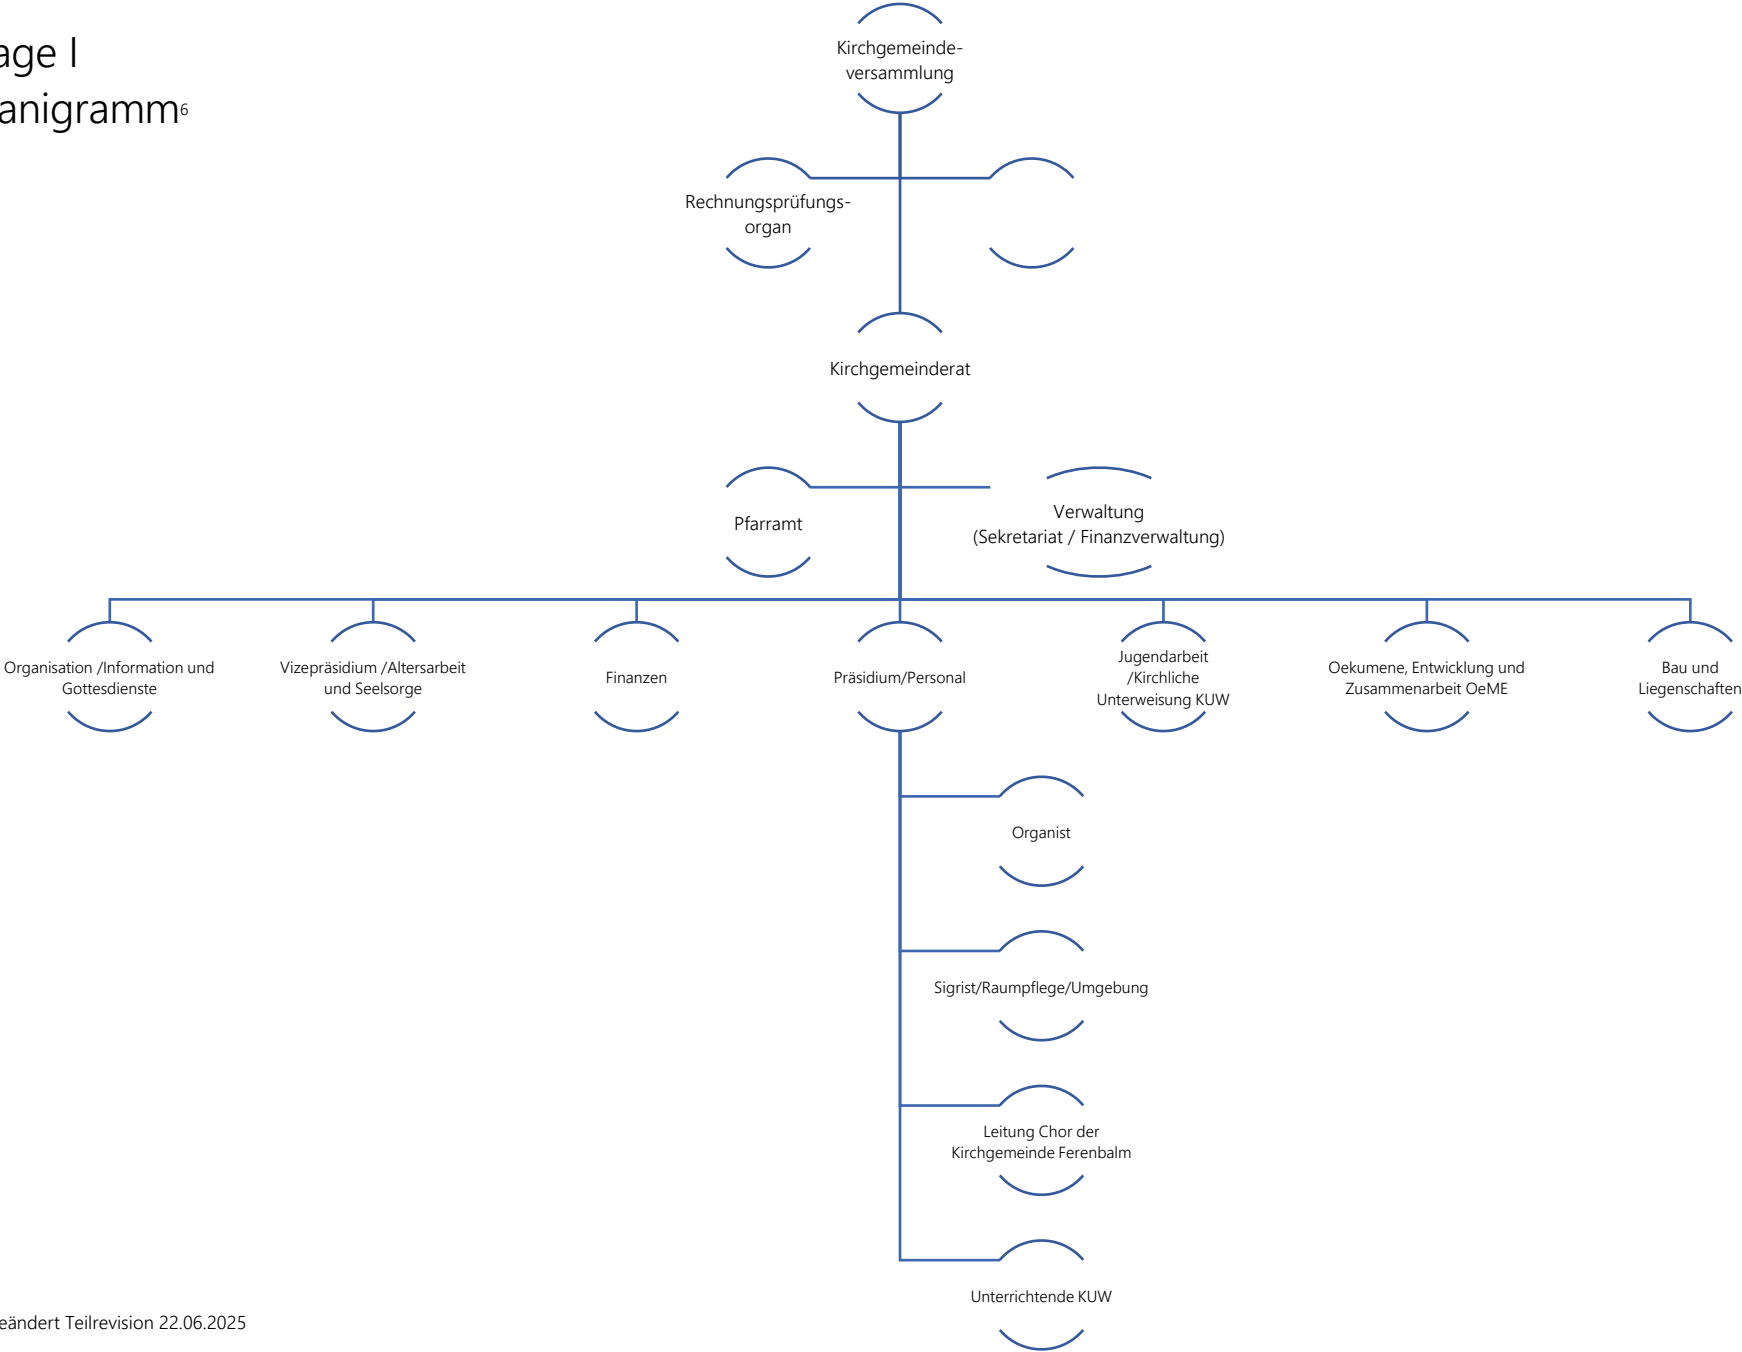 age I
anigramm6
Kirchgemeinde-
versammlung
Rechnungsprüfungs-
organ
Kirchgemeinderat
Pfarramt
Verwaltung
(Sekretariat / Finanzverwaltung)
Organisation /Information und
Gottesdienste
Vizepräsidium /Altersarbeit
und Seelsorge
Finanzen
Präsidium/Personal
Jugendarbeit
/Kirchliche
Unterweisung KUW
Oekumene, Entwicklung und
Zusammenarbeit OeME
Bau und
Liegenschaften
Organist
Sigrist/Raumpflege/Umgebung
Leitung Chor der
Kirchgemeinde Ferenbalm
Unterrichtende KUW
eändert Teilrevision 22.06.2025